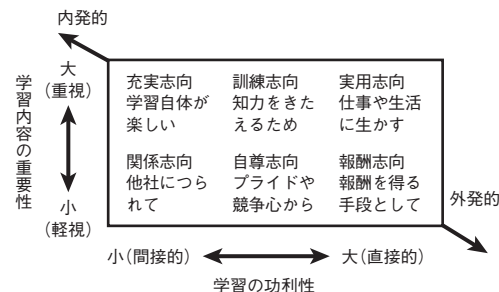 内発的
学習内容の重要性
大
(重視)
小
(軽視)
充実志向
学習自体が
楽しい
訓練志向
知力をきた
えるため
実用志向
仕事や生活
に生かす
関係志向
他社につら
れて
自尊志向
プライドや
競争心から
報酬志向
報酬を得る
手段として
外発的
小(間接的)
大(直接的)
学習の功利性